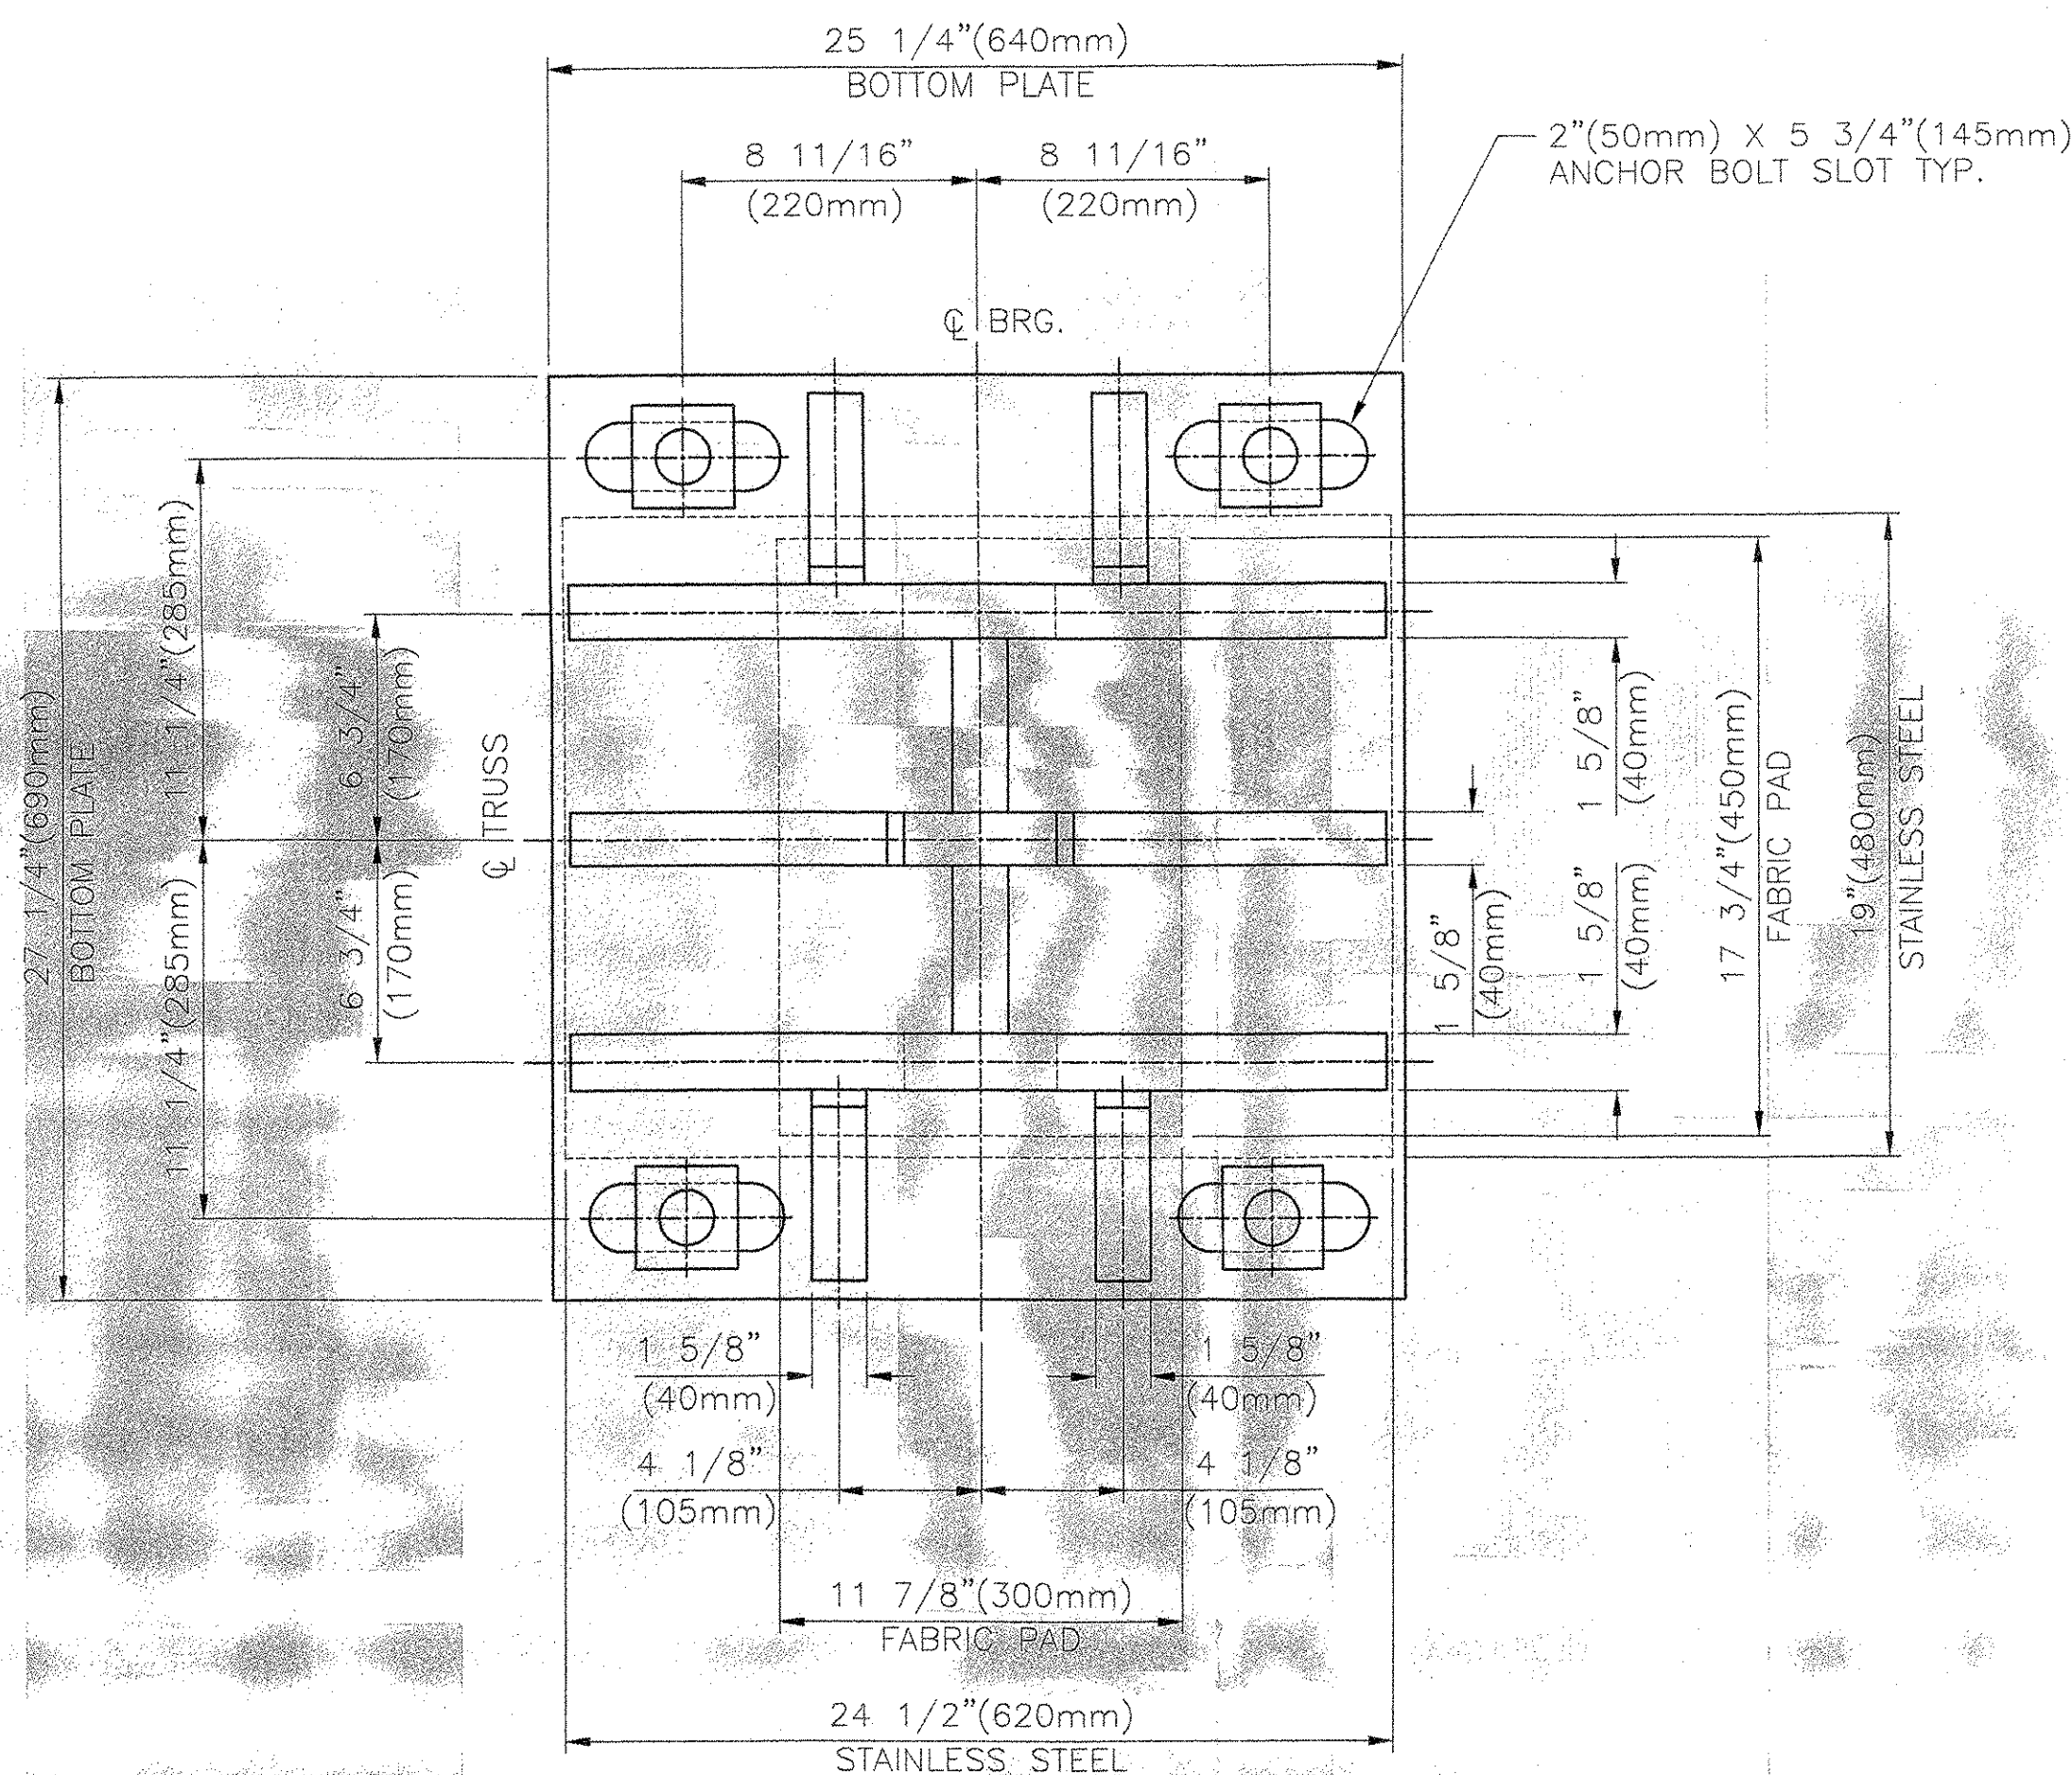 25 1/4"(640mm)
BOTTOM PLATE
8 11/16"
(220mm)
8 11/16"
(220mm)
2"(50mm) X 5 3/4"(145mm)
ANCHOR BOLT SLOT TYP.
℄ BRG.
27 1/4"(690mm)
BOTTOM PLATE
11 1/4"(285mm)
11 1/4"(285mm)
6 3/4"
(170mm)
6 3/4"
(170mm)
℄ TRUSS
1 5/8"
(40mm)
1 5/8"
(40mm)
1 5/8"
(40mm)
17 3/4"(450mm)
FABRIC PAD
19"(480mm)
STAINLESS STEEL
1 5/8"
(40mm)
1 5/8"
(40mm)
4 1/8"
(105mm)
4 1/8"
(105mm)
11 7/8"(300mm)
FABRIC PAD
24 1/2"(620mm)
STAINLESS STEEL